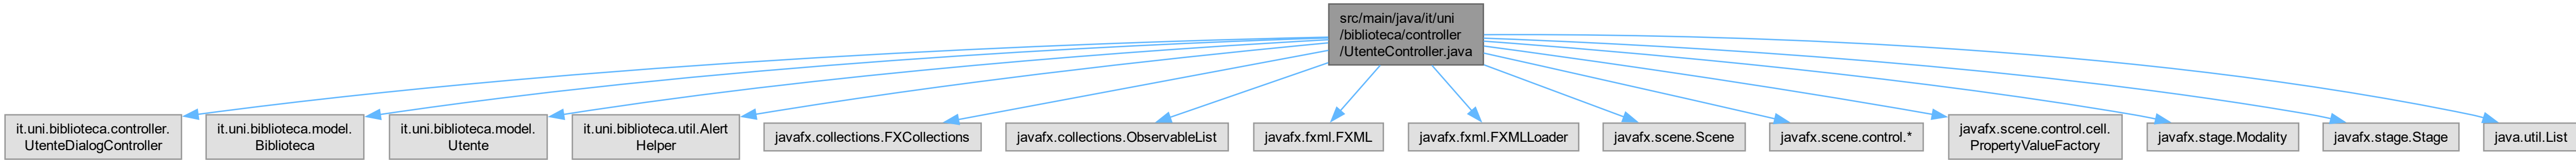 src/main/java/it/uni
/biblioteca/controller
/UtenteController.java
it.uni.biblioteca.controller.
UtenteDialogController
it.uni.biblioteca.model.
Biblioteca
it.uni.biblioteca.model.
Utente
it.uni.biblioteca.util.Alert
Helper
javafx.collections.FXCollections
javafx.collections.ObservableList
javafx.fxml.FXML
javafx.fxml.FXMLLoader
javafx.scene.Scene
javafx.scene.control.*
javafx.scene.control.cell.
PropertyValueFactory
javafx.stage.Modality
javafx.stage.Stage
java.util.List